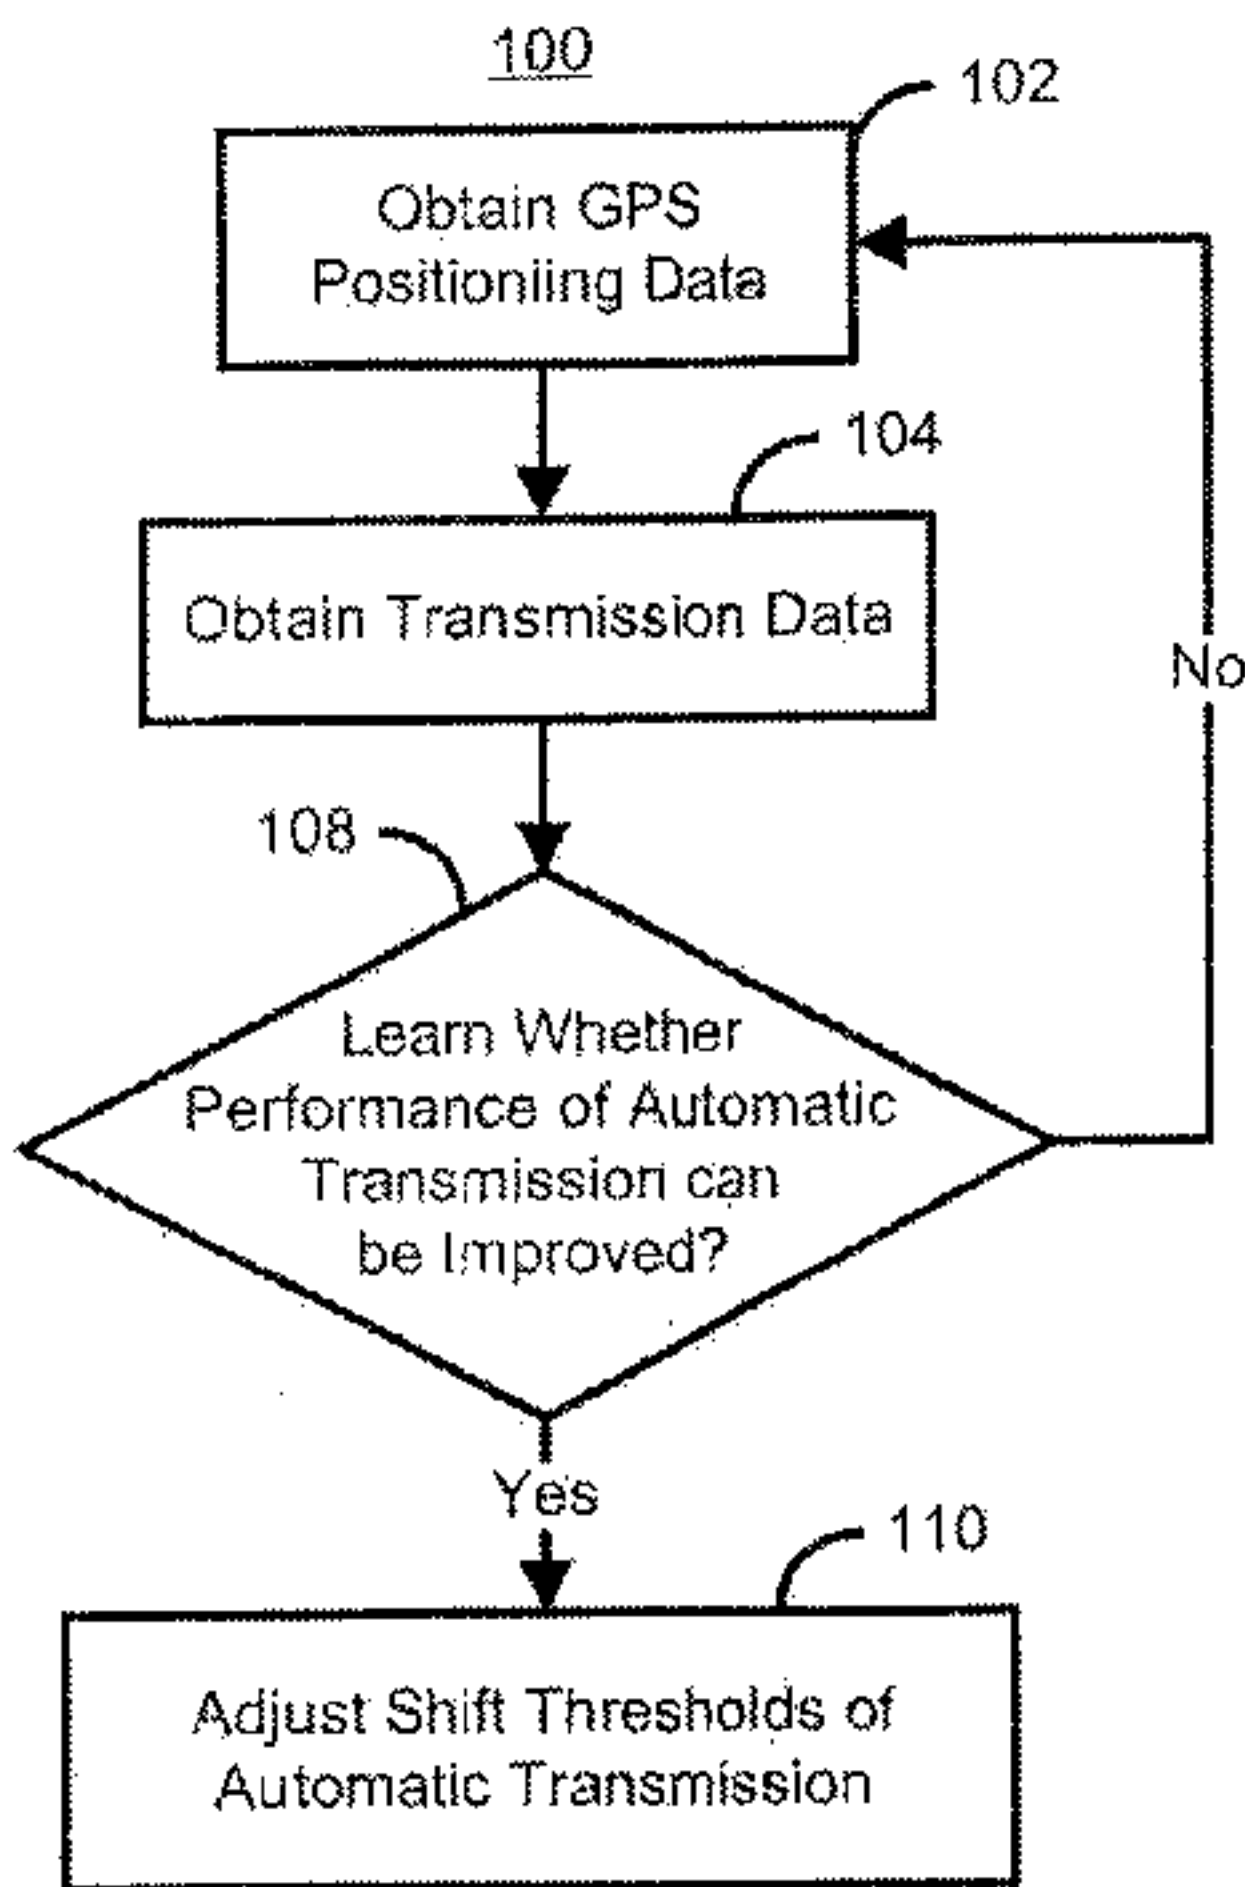 100
102
Obtain GPS
Positioniing Data
104
Obtain Transmission Data
No
108
Learn Whether
Performance of Automatic
Transmission can
be Improved?
Yes
110
Adjust Shift Thresholds of
Automatic Transmission